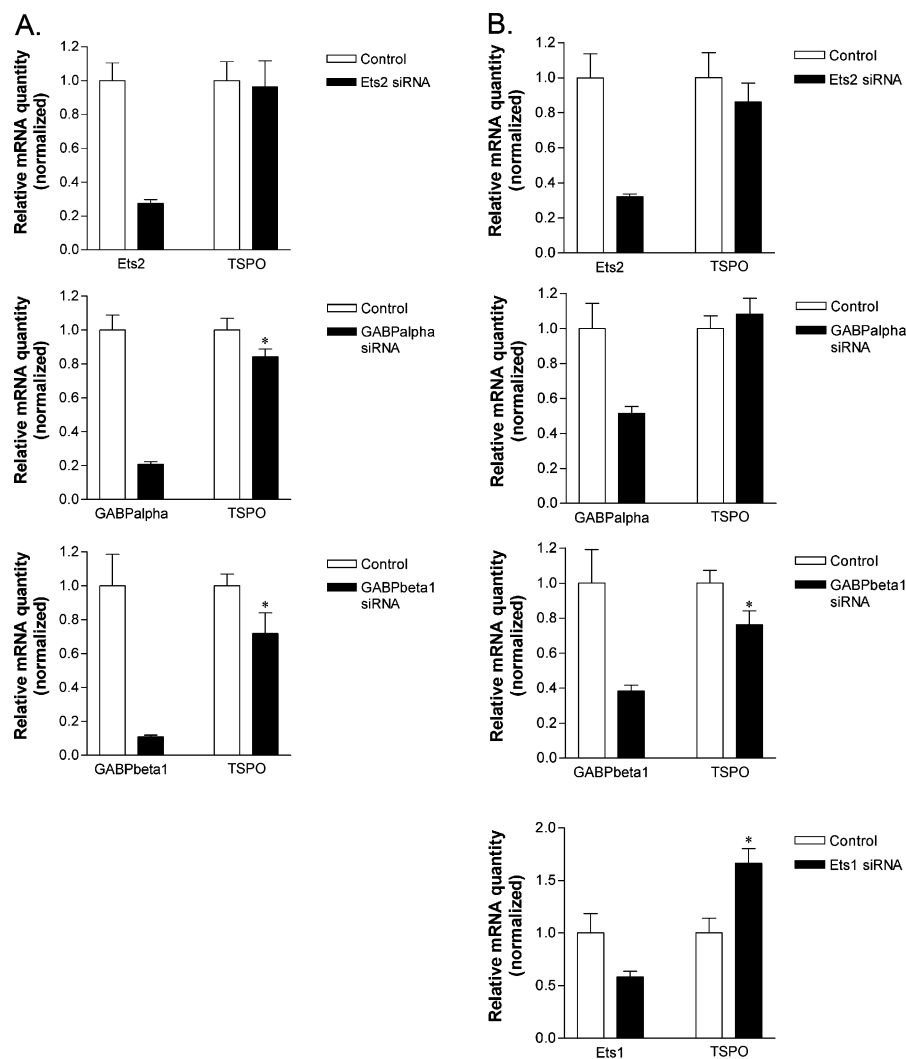 A.
Relative mRNA quantity
(normalized)
1.2
1.0
0.8
0.6
0.4
0.2
0.0
Ets2
TSPO
Control
Ets2 siRNA
Relative mRNA quantity
(normalized)
1.2
1.0
0.8
0.6
0.4
0.2
0.0
*
GABPalpha
TSPO
Control
GABPalpha
siRNA
Relative mRNA quantity
(normalized)
1.2
1.0
0.8
0.6
0.4
0.2
0.0
*
GABPbeta1
TSPO
Control
GABPbeta1
siRNA
B.
Relative mRNA quantity
(normalized)
1.2
1.0
0.8
0.6
0.4
0.2
0.0
Ets2
TSPO
Control
Ets2 siRNA
Relative mRNA quantity
(normalized)
1.2
1.0
0.8
0.6
0.4
0.2
0.0
GABPalpha
TSPO
Control
GABPalpha
siRNA
Relative mRNA quantity
(normalized)
1.2
1.0
0.8
0.6
0.4
0.2
0.0
*
GABPbeta1
TSPO
Control
GABPbeta1
siRNA
Relative mRNA quantity
(normalized)
2.0
1.5
1.0
0.5
0.0
*
Ets1
TSPO
Control
Ets1 siRNA